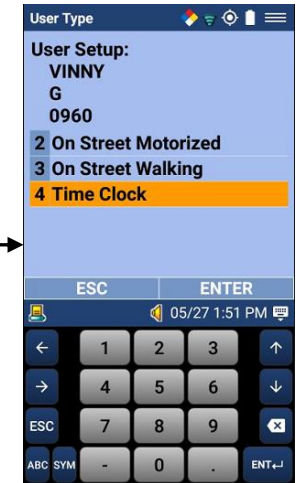 User Type
User Setup:
VINNY
G
0960
2 On Street Motorized
3 On Street Walking
4 Time Clock
ESC ENTER
05/27 1:51 PM
← 1 2 3 ↑
→ 4 5 6 ↓
ESC 7 8 9
ABC SYM - 0 . ENT↵